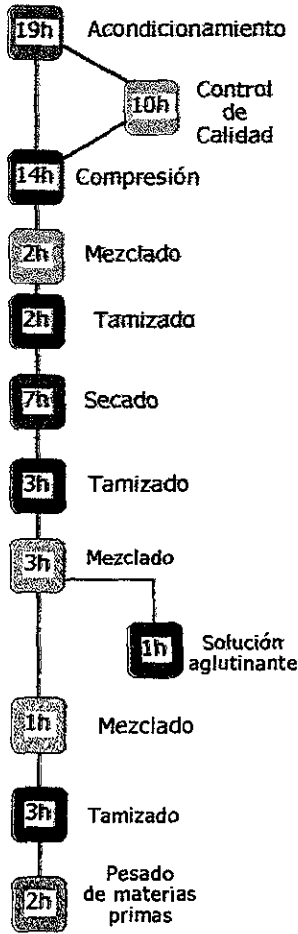 19h Acondicionamiento
10h Control
de
Calidad
14h Compresión
2h Mezclado
2h Tamizado
7h Secado
3h Tamizado
3h Mezclado
1h Solución
aglutinante
1h Mezclado
3h Tamizado
2h Pesado
de materias
primas